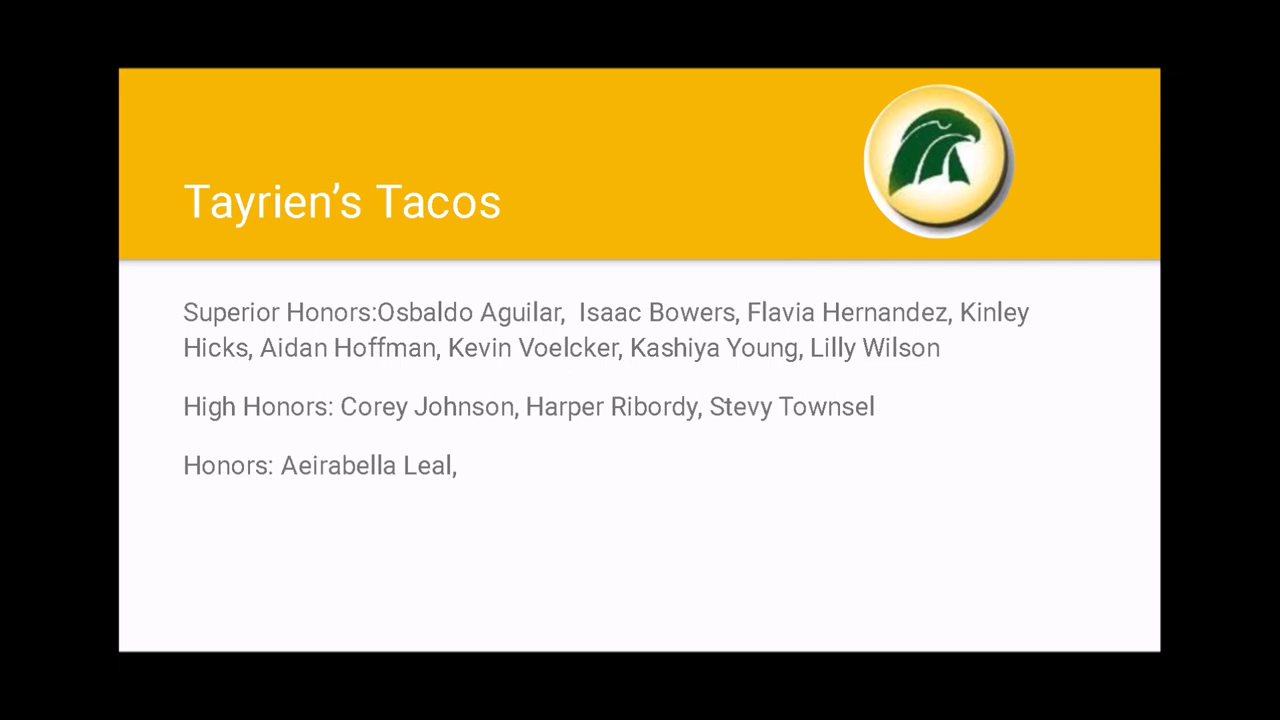 Tayrien’s Tacos
Superior Honors:Osbaldo Aguilar,  Isaac Bowers, Flavia Hernandez, Kinley
Hicks, Aidan Hoffman, Kevin Voelcker, Kashiya Young, Lilly Wilson
High Honors: Corey Johnson, Harper Ribordy, Stevy Townsel
Honors: Aeirabella Leal,